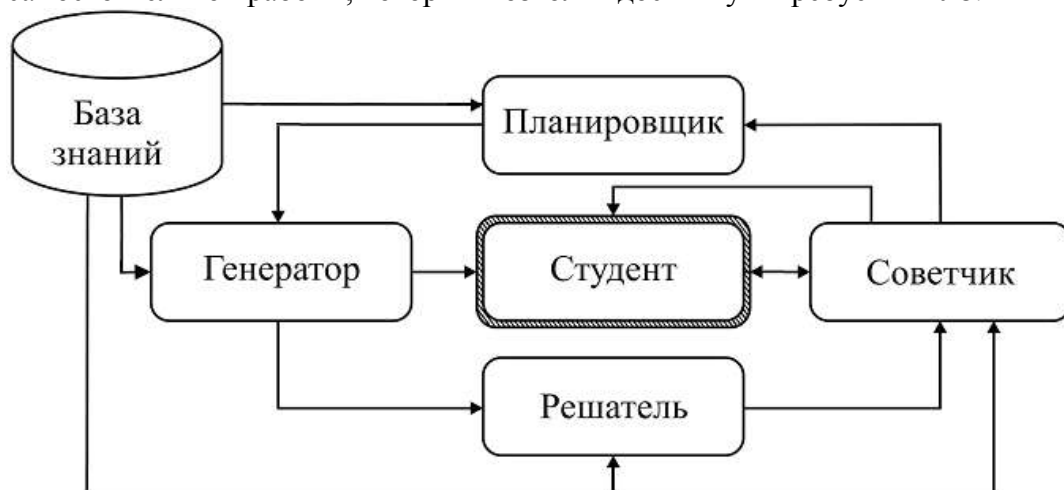 База
знаний
Планировщик
Генератор
Студент
Советчик
Решатель